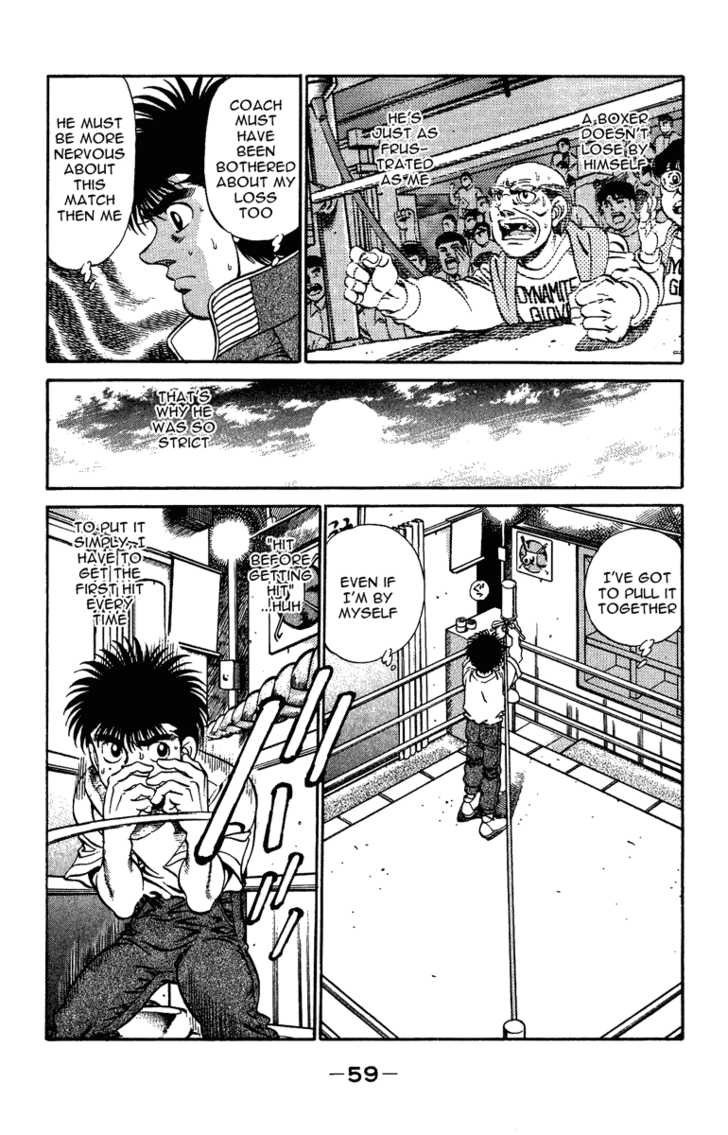 A BOXER
DOESN'T
LOSE BY
HIMSELF
HE'S
JUST AS
FRUS-
TRATED
AS ME
DYNAMITE
GLOVE
COACH
MUST
HAVE
BEEN
BOTHERED
ABOUT MY
LOSS
TOO
HE MUST
BE MORE
NERVOUS
ABOUT
THIS
MATCH
THEN ME
THAT'S
WHY HE
WAS SO
STRICT
I'VE GOT
TO PULL IT
TOGETHER
EVEN IF
I'M BY
MYSELF
"HIT
BEFORE
GETTING
HIT"
...HUH
TO PUT IT
SIMPLY, I
HAVE TO
GET THE
FIRST HIT
EVERY
TIME
-59-